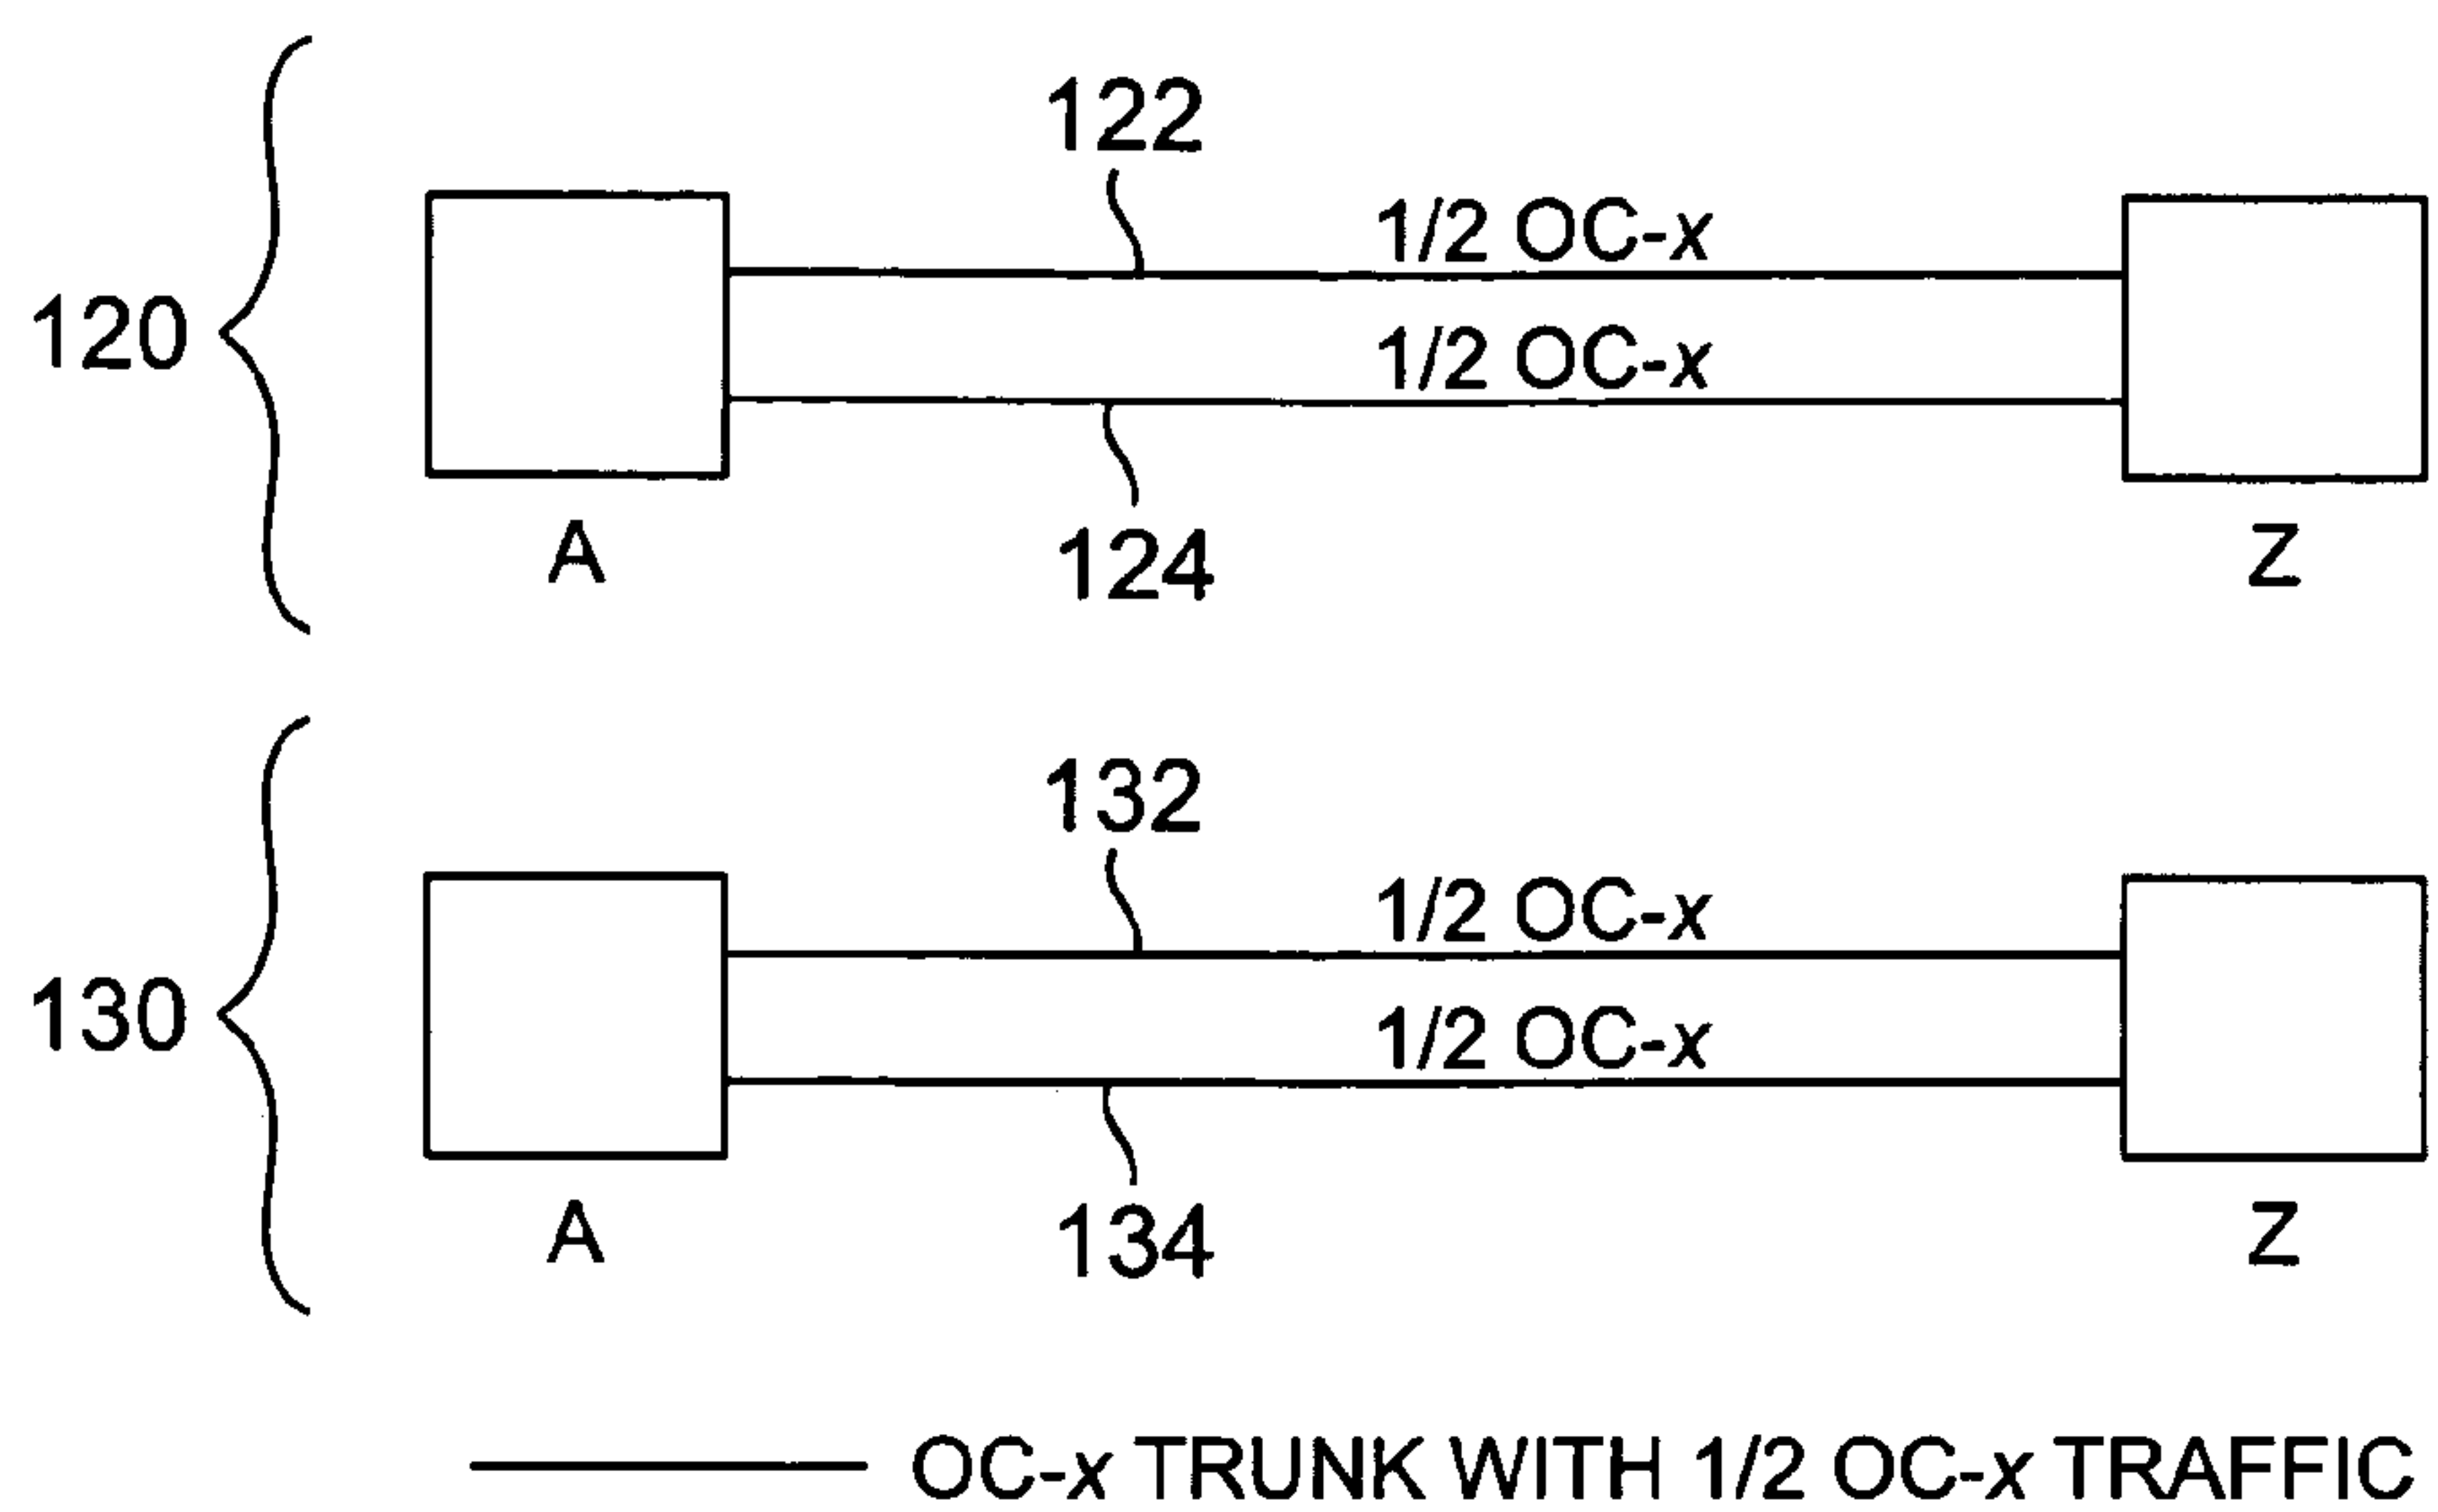 122
1/2 OC-x
120
1/2 OC-x
A
124
Z
132
1/2 OC-x
130
1/2 OC-x
A
134
Z
OC-x TRUNK WITH 1/2 OC-x TRAFFIC